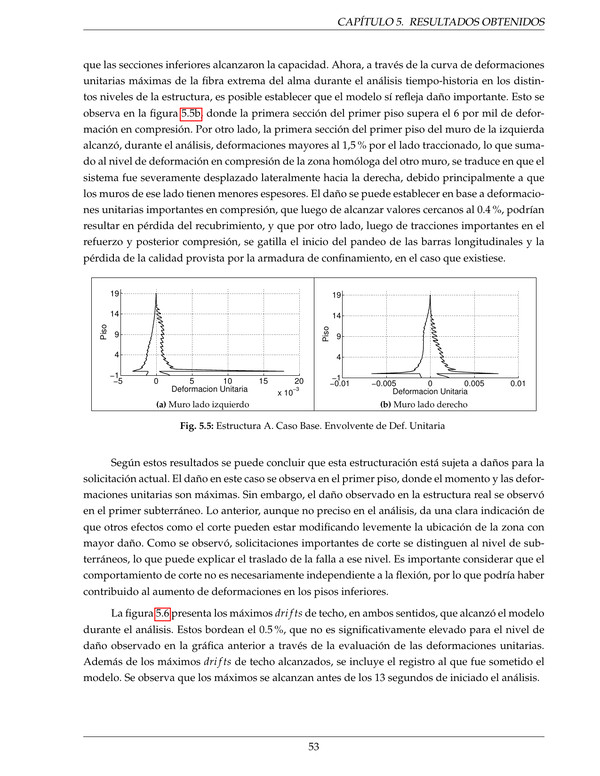 CAPÍTULO 5. RESULTADOS OBTENIDOS
que las secciones inferiores alcanzaron la capacidad. Ahora, a través de la curva de deformaciones
unitarias máximas de la fibra extrema del alma durante el análisis tiempo-historia en los distin-
tos niveles de la estructura, es posible establecer que el modelo sí refleja daño importante. Esto se
observa en la figura 5.5b, donde la primera sección del primer piso supera el 6 por mil de defor-
mación en compresión. Por otro lado, la primera sección del primer piso del muro de la izquierda
alcanzó, durante el análisis, deformaciones mayores al 1,5 % por el lado traccionado, lo que suma-
do al nivel de deformación en compresión de la zona homóloga del otro muro, se traduce en que el
sistema fue severamente desplazado lateralmente hacia la derecha, debido principalmente a que
los muros de ese lado tienen menores espesores. El daño se puede establecer en base a deformacio-
nes unitarias importantes en compresión, que luego de alcanzar valores cercanos al 0.4 %, podrían
resultar en pérdida del recubrimiento, y que por otro lado, luego de tracciones importantes en el
refuerzo y posterior compresión, se gatilla el inicio del pandeo de las barras longitudinales y la
pérdida de la calidad provista por la armadura de confinamiento, en el caso que existiese.
19
14
9
4
−1
Piso
−5 0 5 10 15 20
Deformacion Unitaria
x 10⁻³
(a) Muro lado izquierdo
19
14
9
4
−1
Piso
−0.01 −0.005 0 0.005 0.01
Deformacion Unitaria
(b) Muro lado derecho
Fig. 5.5: Estructura A. Caso Base. Envolvente de Def. Unitaria
Según estos resultados se puede concluir que esta estructuración está sujeta a daños para la
solicitación actual. El daño en este caso se observa en el primer piso, donde el momento y las defor-
maciones unitarias son máximas. Sin embargo, el daño observado en la estructura real se observó
en el primer subterráneo. Lo anterior, aunque no preciso en el análisis, da una clara indicación de
que otros efectos como el corte pueden estar modificando levemente la ubicación de la zona con
mayor daño. Como se observó, solicitaciones importantes de corte se distinguen al nivel de sub-
terráneos, lo que puede explicar el traslado de la falla a ese nivel. Es importante considerar que el
comportamiento de corte no es necesariamente independiente a la flexión, por lo que podría haber
contribuido al aumento de deformaciones en los pisos inferiores.
La figura 5.6 presenta los máximos drifts de techo, en ambos sentidos, que alcanzó el modelo
durante el análisis. Estos bordean el 0.5 %, que no es significativamente elevado para el nivel de
daño observado en la gráfica anterior a través de la evaluación de las deformaciones unitarias.
Además de los máximos drifts de techo alcanzados, se incluye el registro al que fue sometido el
modelo. Se observa que los máximos se alcanzan antes de los 13 segundos de iniciado el análisis.
53